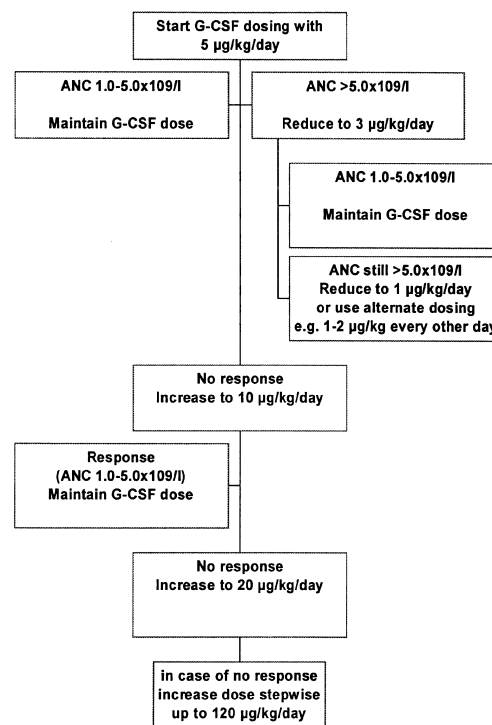 Start G-CSF dosing with
5 µg/kg/day
ANC 1.0-5.0x109/l
Maintain G-CSF dose
ANC >5.0x109/l
Reduce to 3 µg/kg/day
ANC 1.0-5.0x109/l
Maintain G-CSF dose
ANC still >5.0x109/l
Reduce to 1 µg/kg/day
or use alternate dosing
e.g. 1-2 µg/kg every other day
No response
Increase to 10 µg/kg/day
Response
(ANC 1.0-5.0x109/l)
Maintain G-CSF dose
No response
Increase to 20 µg/kg/day
in case of no response
increase dose stepwise
up to 120 µg/kg/day